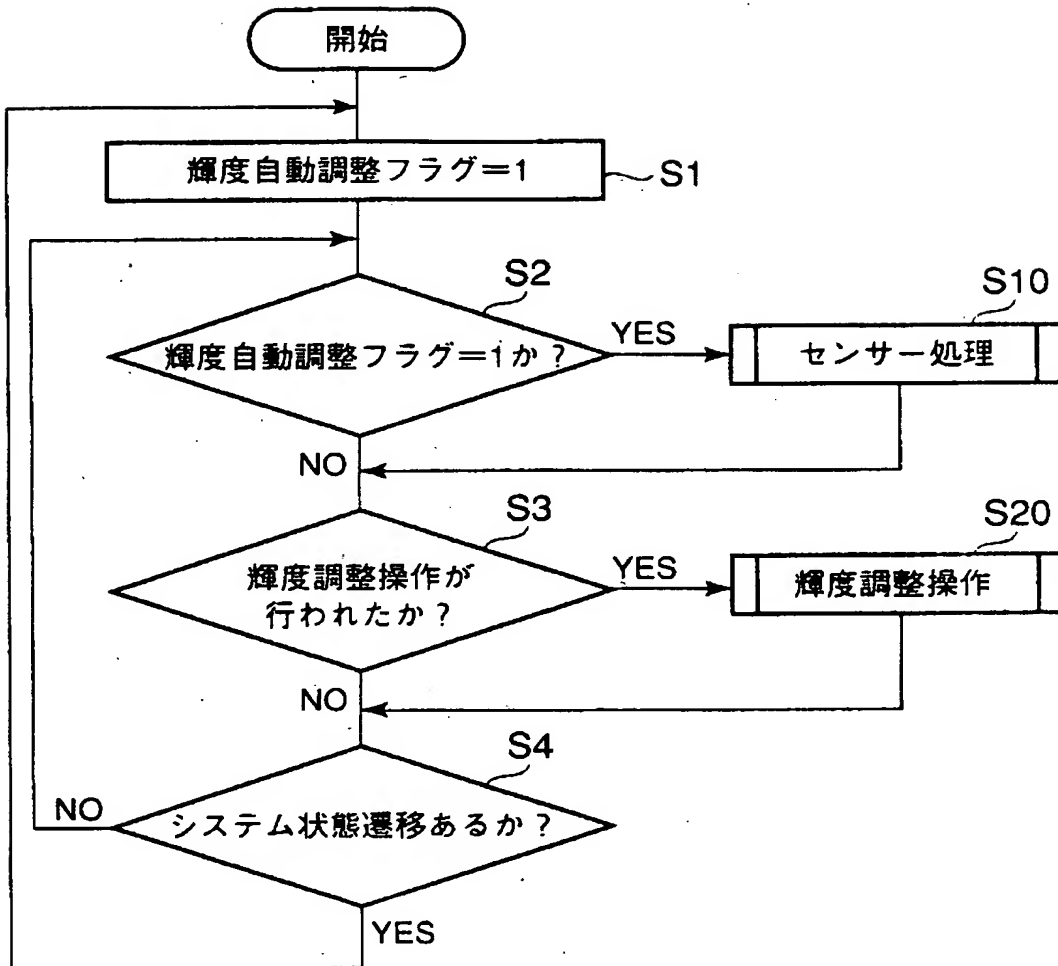 開始
輝度自動調整フラグ=1
S1
S2
輝度自動調整フラグ=1か?
YES
S10
センサー処理
NO
S3
輝度調整操作が
行われたか?
YES
S20
輝度調整操作
NO
S4
システム状態遷移あるか?
NO
YES